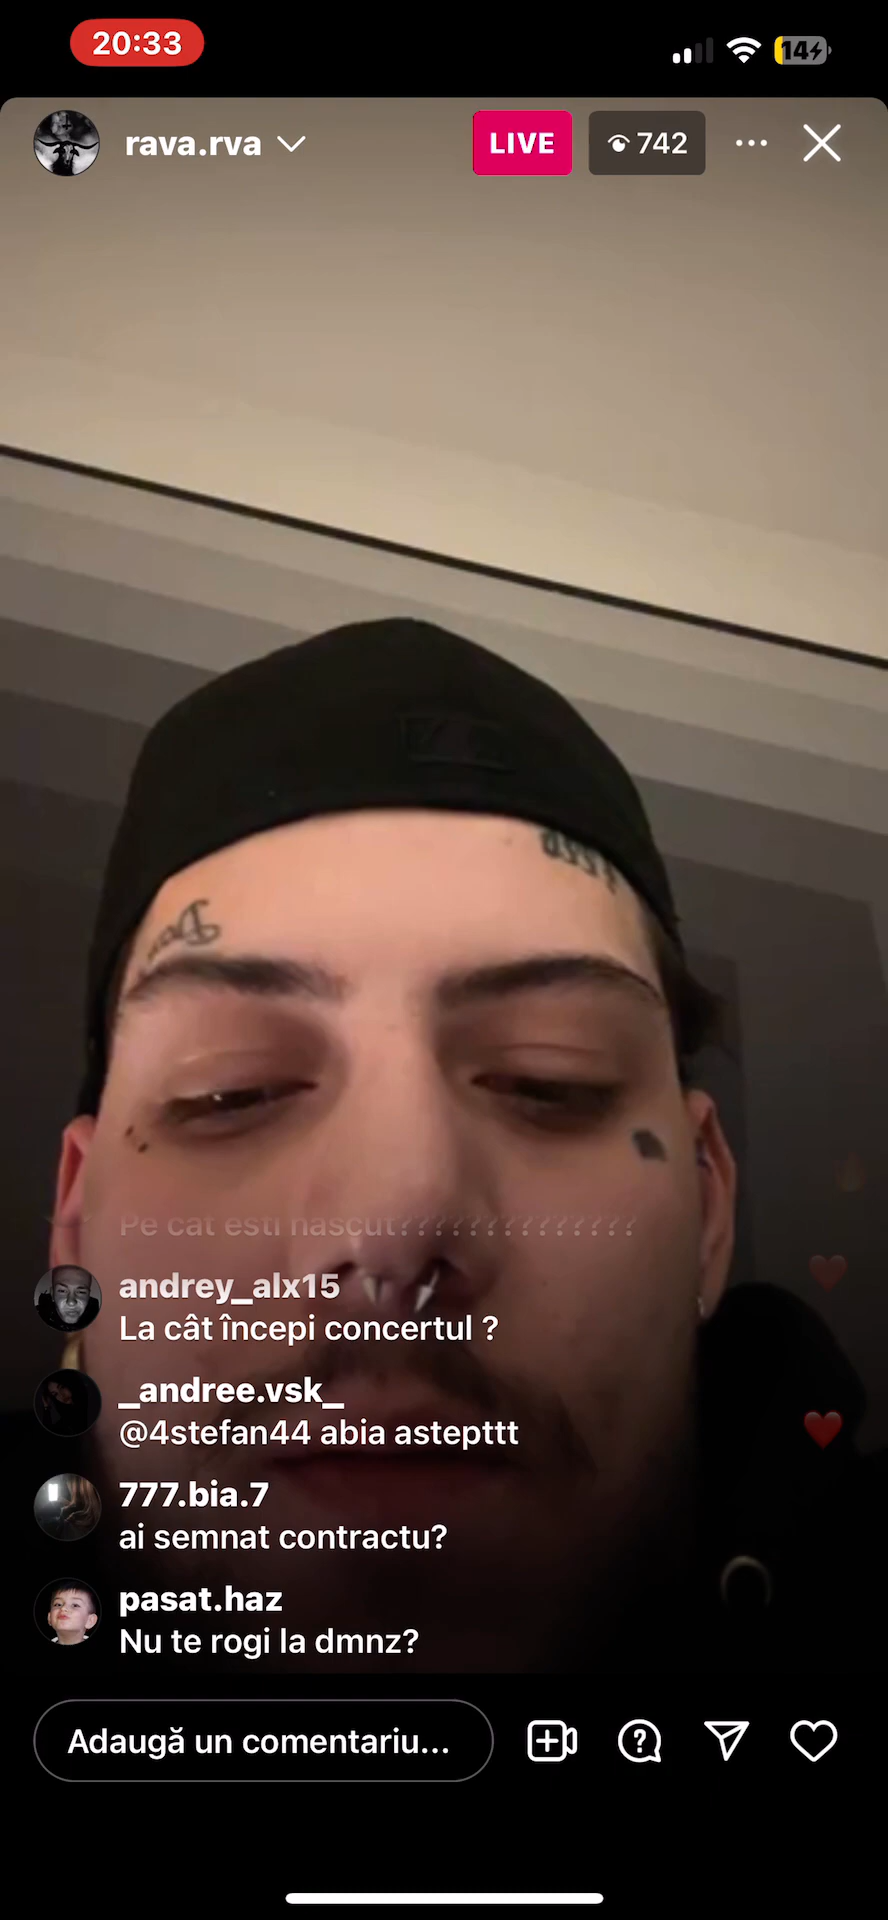 20:33
14
rava.rva
LIVE
742
Pe cat esti nascut?????????????
andrey_alx15
La cât începi concertul ?
_andree.vsk_
@4stefan44 abia astepttt
777.bia.7
ai semnat contractu?
pasat.haz
Nu te rogi la dmnz?
Adaugă un comentariu...